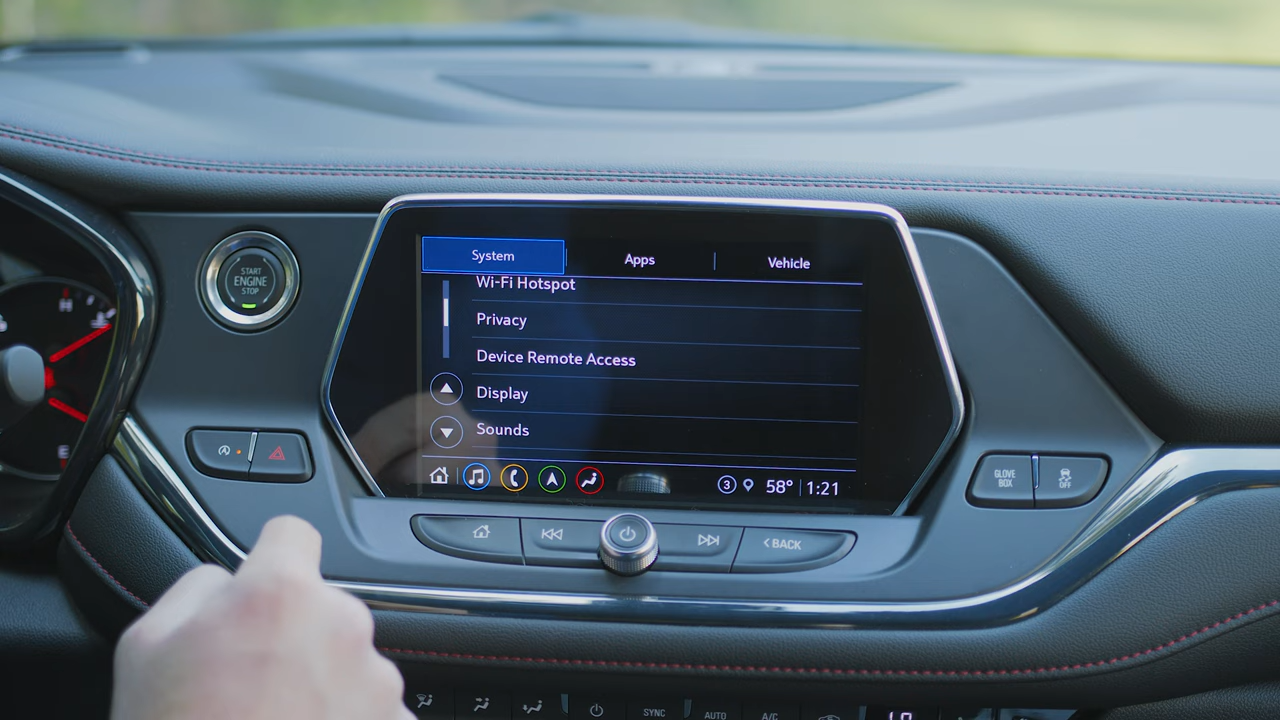 System Apps Vehicle
Wi-Fi Hotspot
Privacy
Device Remote Access
Display
Sounds
3 58° 1:21
START
ENGINE
STOP
H
E
BACK
GLOVE
BOX
OFF
SYNC AUTO A/C